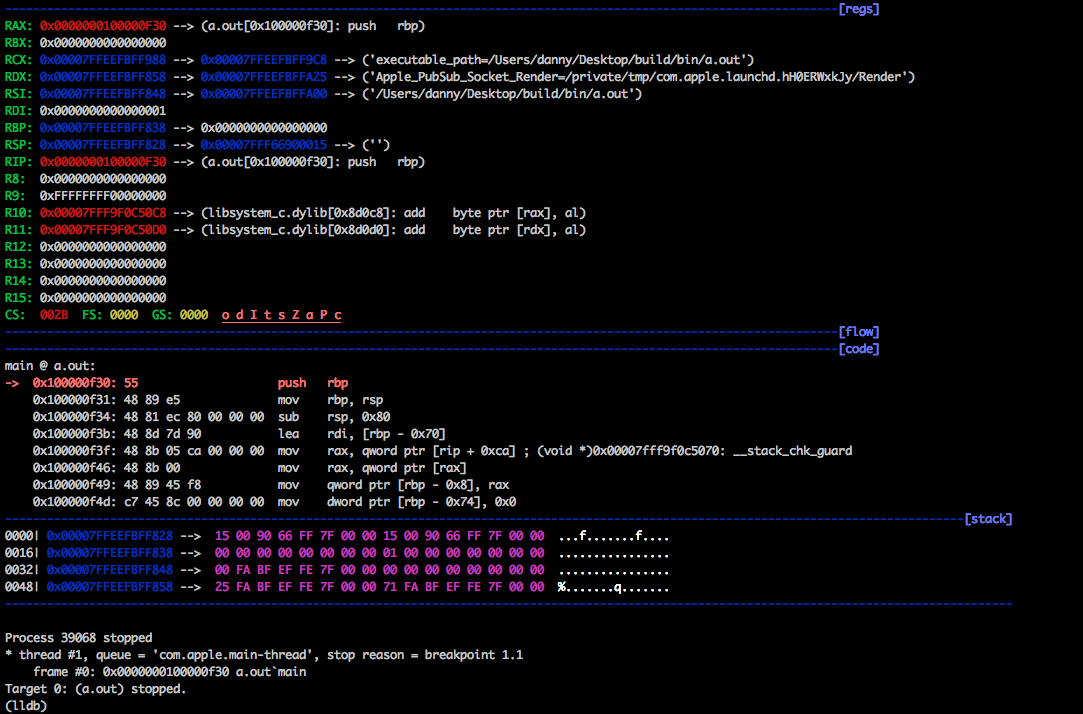 [regs]
RAX: 0x0000000100000F30 --> (a.out[0x100000f30]: push   rbp)
RBX: 0x0000000000000000
RCX: 0x00007FFEEFBFF988 --> 0x00007FFEEFBFF9C8 --> ('executable_path=/Users/danny/Desktop/build/bin/a.out')
RDX: 0x00007FFEEFBFF858 --> 0x00007FFEEFBFFA25 --> ('Apple_PubSub_Socket_Render=/private/tmp/com.apple.launchd.hH0ERWxkJy/Render')
RSI: 0x00007FFEEFBFF848 --> 0x00007FFEEFBFFA00 --> ('/Users/danny/Desktop/build/bin/a.out')
RDI: 0x0000000000000001
RBP: 0x00007FFEEFBFF838 --> 0x0000000000000000
RSP: 0x00007FFEEFBFF828 --> 0x00007FFF66900015 --> ('')
RIP: 0x0000000100000F30 --> (a.out[0x100000f30]: push   rbp)
R8:  0x0000000000000000
R9:  0xFFFFFFFF00000000
R10: 0x00007FFF9F0C50C8 --> (libsystem_c.dylib[0x8d0c8]: add    byte ptr [rax], al)
R11: 0x00007FFF9F0C50D0 --> (libsystem_c.dylib[0x8d0d0]: add    byte ptr [rdx], al)
R12: 0x0000000000000000
R13: 0x0000000000000000
R14: 0x0000000000000000
R15: 0x0000000000000000
CS:  002B  FS: 0000  GS: 0000  o d I t s Z a P c
[flow]
[code]
main @ a.out:
->  0x100000f30: 55                    push   rbp
0x100000f31: 48 89 e5              mov    rbp, rsp
0x100000f34: 48 81 ec 80 00 00 00  sub    rsp, 0x80
0x100000f3b: 48 8d 7d 90           lea    rdi, [rbp - 0x70]
0x100000f3f: 48 8b 05 ca 00 00 00  mov    rax, qword ptr [rip + 0xca] ; (void *)0x00007fff9f0c5070: __stack_chk_guard
0x100000f46: 48 8b 00              mov    rax, qword ptr [rax]
0x100000f49: 48 89 45 f8           mov    qword ptr [rbp - 0x8], rax
0x100000f4d: c7 45 8c 00 00 00 00  mov    dword ptr [rbp - 0x74], 0x0
[stack]
0000| 0x00007FFEEFBFF828 -->  15 00 90 66 FF 7F 00 00 15 00 90 66 FF 7F 00 00  ...f.......f....
0016| 0x00007FFEEFBFF838 -->  00 00 00 00 00 00 00 00 01 00 00 00 00 00 00 00  ................
0032| 0x00007FFEEFBFF848 -->  00 FA BF EF FE 7F 00 00 00 00 00 00 00 00 00 00  ................
0048| 0x00007FFEEFBFF858 -->  25 FA BF EF FE 7F 00 00 71 FA BF EF FE 7F 00 00  %.......q.......
Process 39068 stopped
* thread #1, queue = 'com.apple.main-thread', stop reason = breakpoint 1.1
frame #0: 0x0000000100000f30 a.out`main
Target 0: (a.out) stopped.
(lldb)